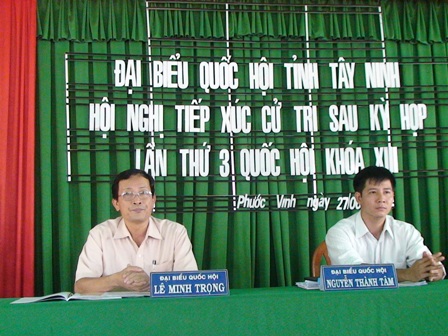 ĐẠI BIỂU QUỐC HỘI TỈNH TÂY NINH
HỘI NGHỊ TIẾP XÚC CỬ TRI SAU KỲ HỌP
LẦN THỨ 3 QUỐC HỘI KHÓA XIII
Phước Vinh ngày 27/0
ĐẠI BIỂU QUỐC HỘI
LÊ MINH TRỌNG
ĐẠI BIỂU QUỐC HỘI
NGUYỄN THÀNH TÂM